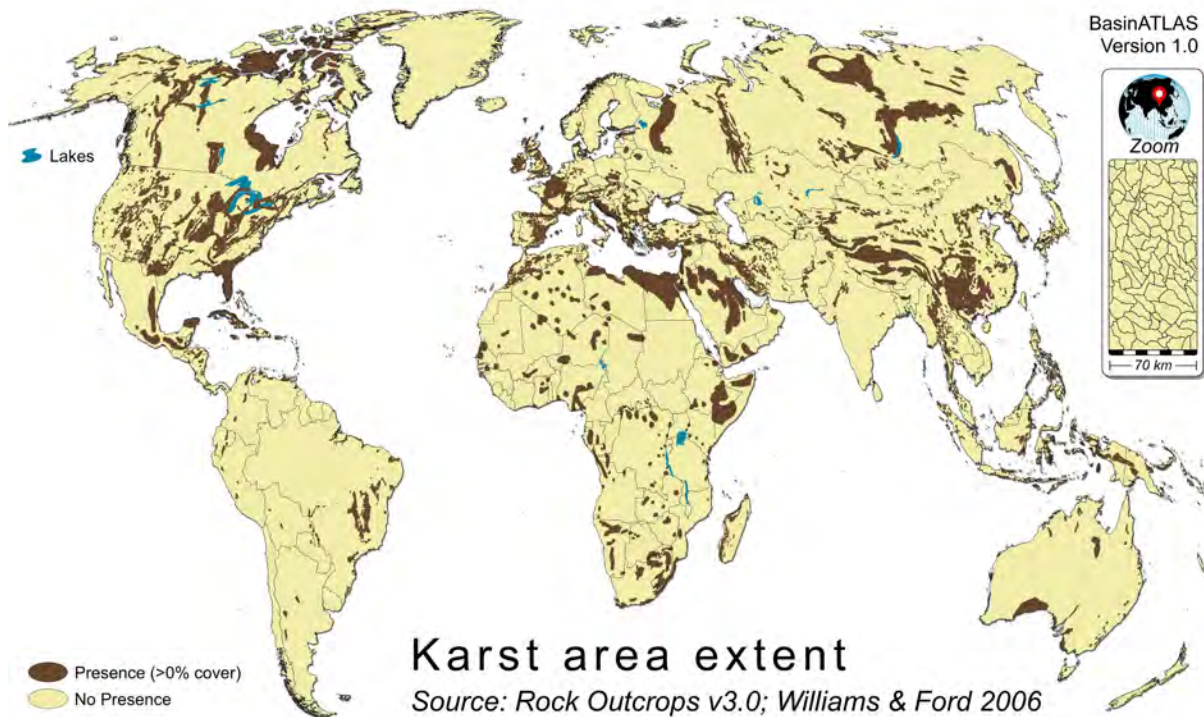 BasinATLAS
Version 1.0
Zoom
70 km
Lakes
Presence (>0% cover)
No Presence
Karst area extent
Source: Rock Outcrops v3.0; Williams & Ford 2006